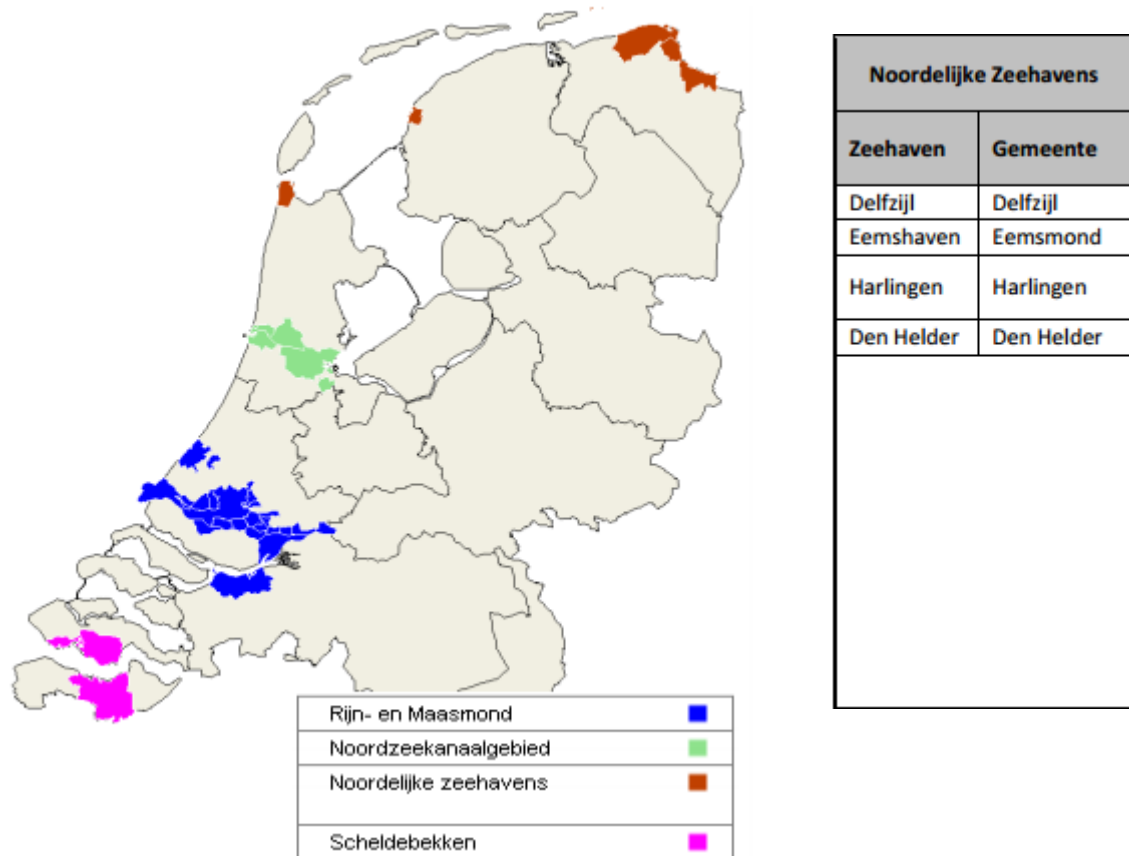 Noordelijke Zeehavens
Zeehaven Gemeente
Delfzijl Delfzijl
Eemshaven Eemsmond
Harlingen Harlingen
Den Helder Den Helder
Rijn- en Maasmond
Noordzeekanaalgebied
Noordelijke zeehavens
Scheldebekken